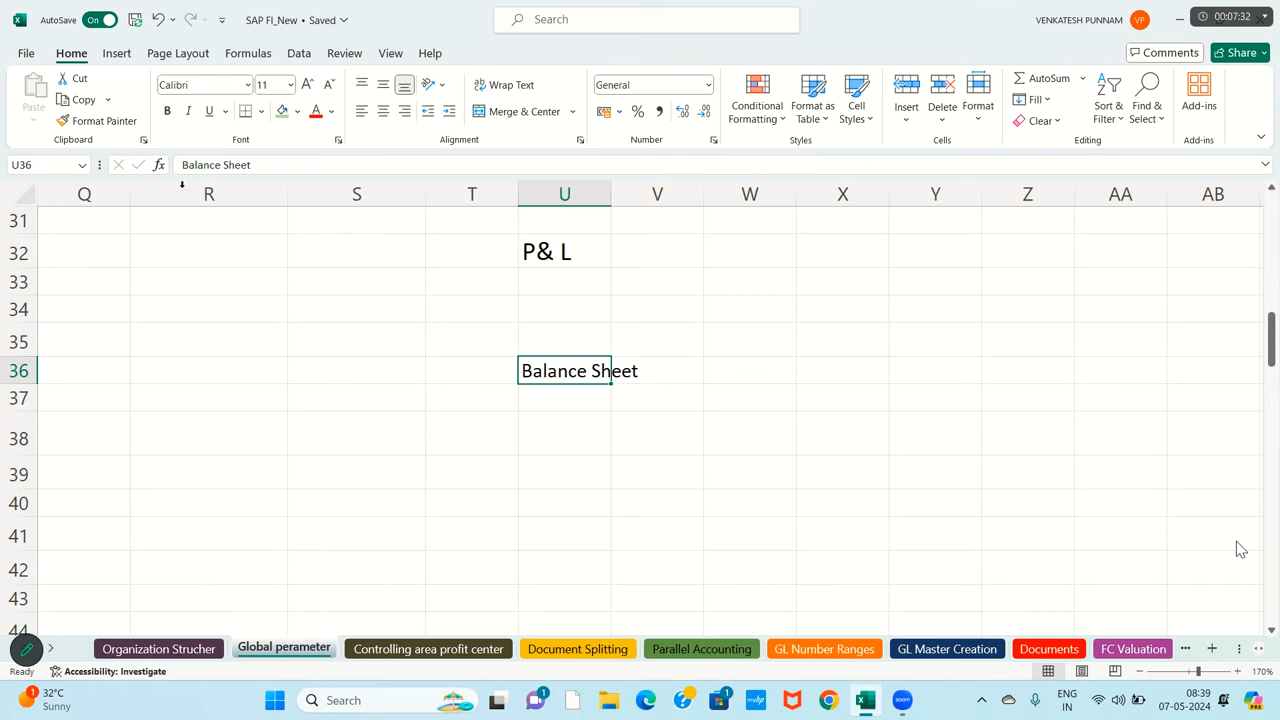 AutoSave On SAP FI_New • Saved Search VENKATESH PUNNAM VP 00:07:32
File Home Insert Page Layout Formulas Data Review View Help Comments Share
Paste Cut Copy Format Painter Clipboard
Calibri 11 B I U A Font
Wrap Text Merge & Center Alignment
General % Number
Conditional Formatting Format as Table Cell Styles Styles
Insert Delete Format Cells
AutoSum Fill Clear Sort & Filter Find & Select Editing
Add-ins Add-ins
U36 fx Balance Sheet
Q R S T U V W X Y Z AA AB
31
32 P& L
33
34
35
36 Balance Sheet
37
38
39
40
41
42
43
44
Organization Strucher Global perameter Controlling area profit center Document Splitting Parallel Accounting GL Number Ranges GL Master Creation Documents FC Valuation
Ready Accessibility: Investigate 170%
1 32°C Search 1 1 ENG 08:39
Sunny IN 07-05-2024